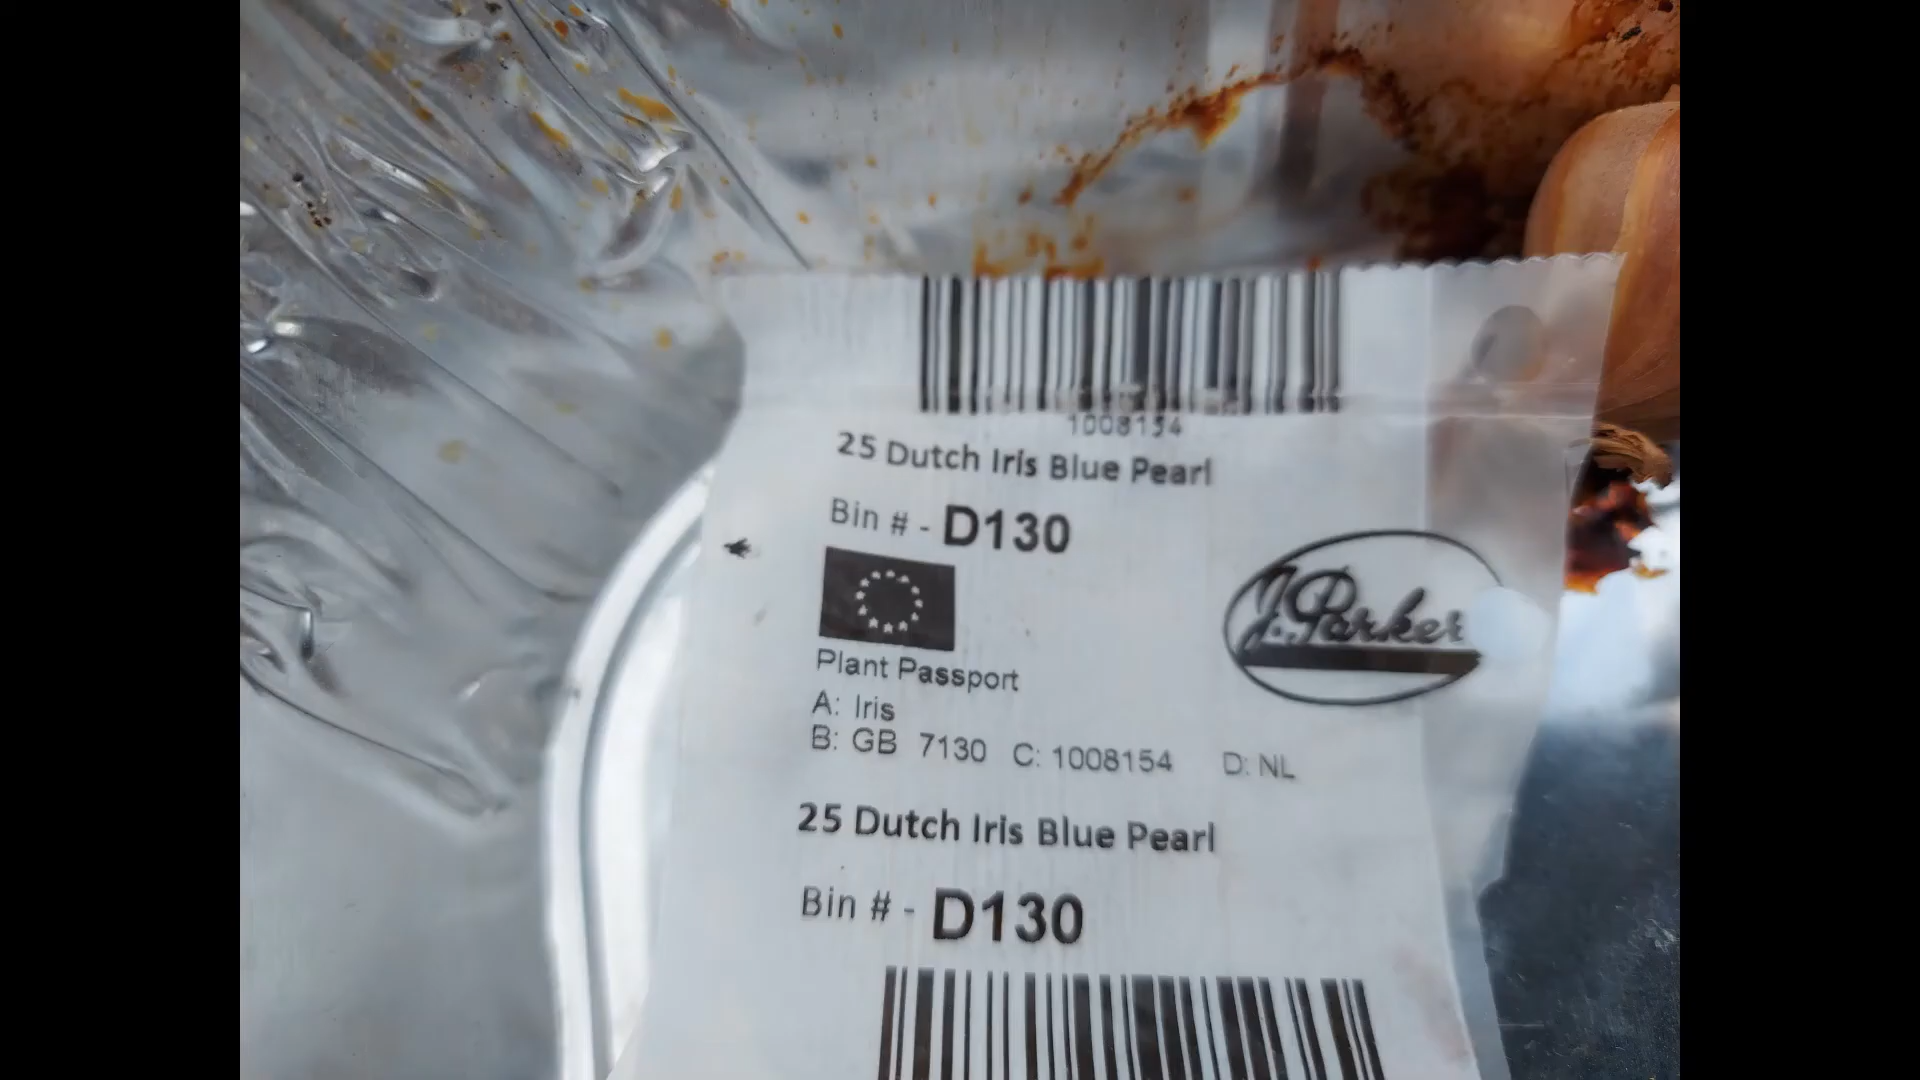 1008154
25 Dutch Iris Blue Pearl
Bin # - D130
J.Parker
Plant Passport
A: Iris
B: GB 7130 C: 1008154 D: NL
25 Dutch Iris Blue Pearl
Bin # - D130